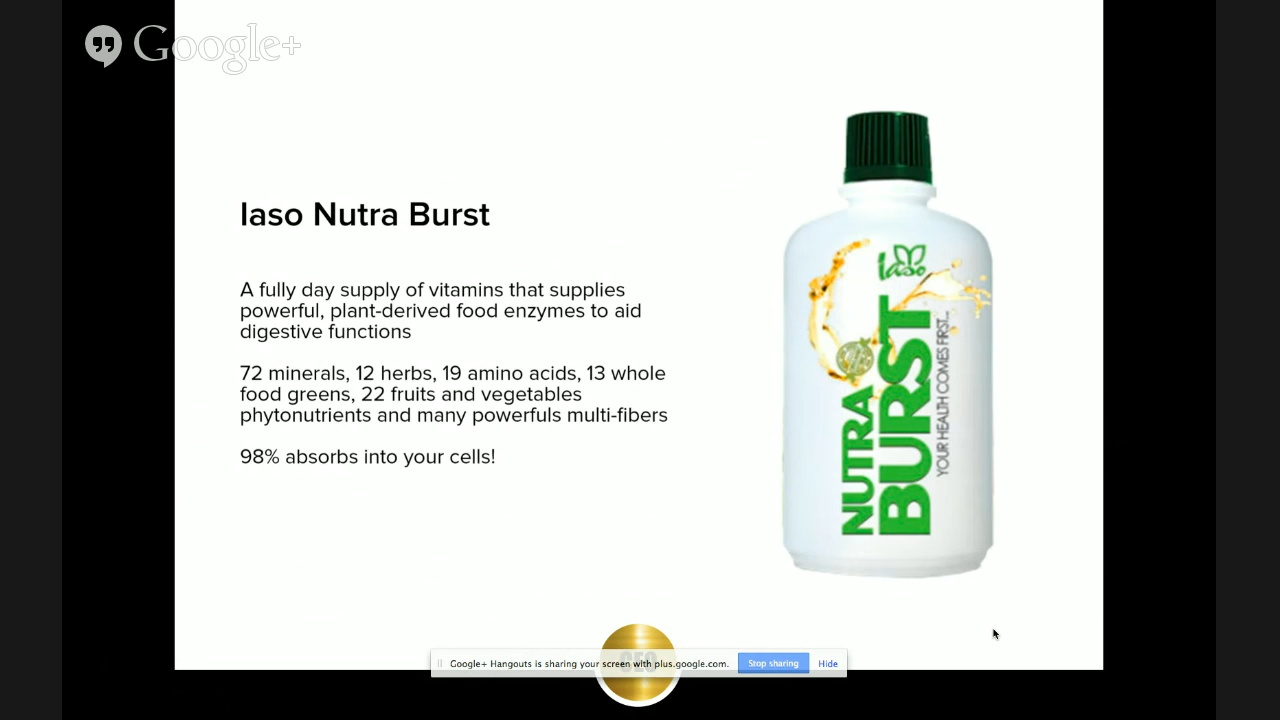 Google+
Iaso Nutra Burst
A fully day supply of vitamins that supplies
powerful, plant-derived food enzymes to aid
digestive functions
72 minerals, 12 herbs, 19 amino acids, 13 whole
food greens, 22 fruits and vegetables
phytonutrients and many powerfuls multi-fibers
98% absorbs into your cells!
Iaso
NUTRA
BURST
YOUR HEALTH COMES FIRST...
Google+ Hangouts is sharing your screen with plus.google.com.
Stop sharing
Hide